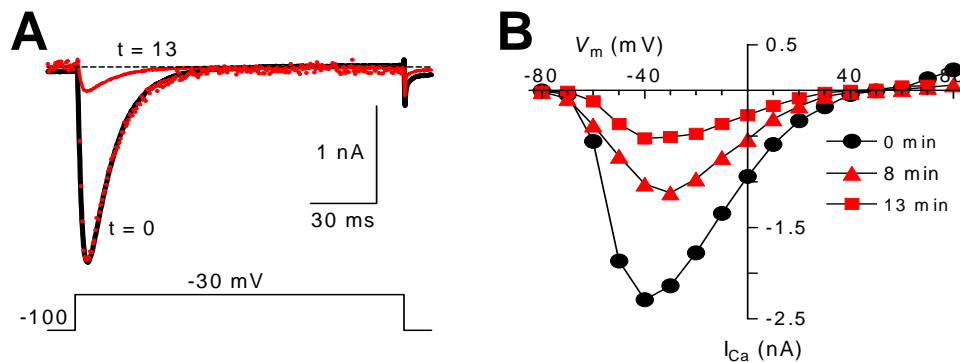 A
t = 13
1 nA
30 ms
t = 0
-30 mV
-100
B
Vm (mV)
0.5
-80
-40
40
80
0 min
8 min
13 min
-1.5
-2.5
ICa (nA)